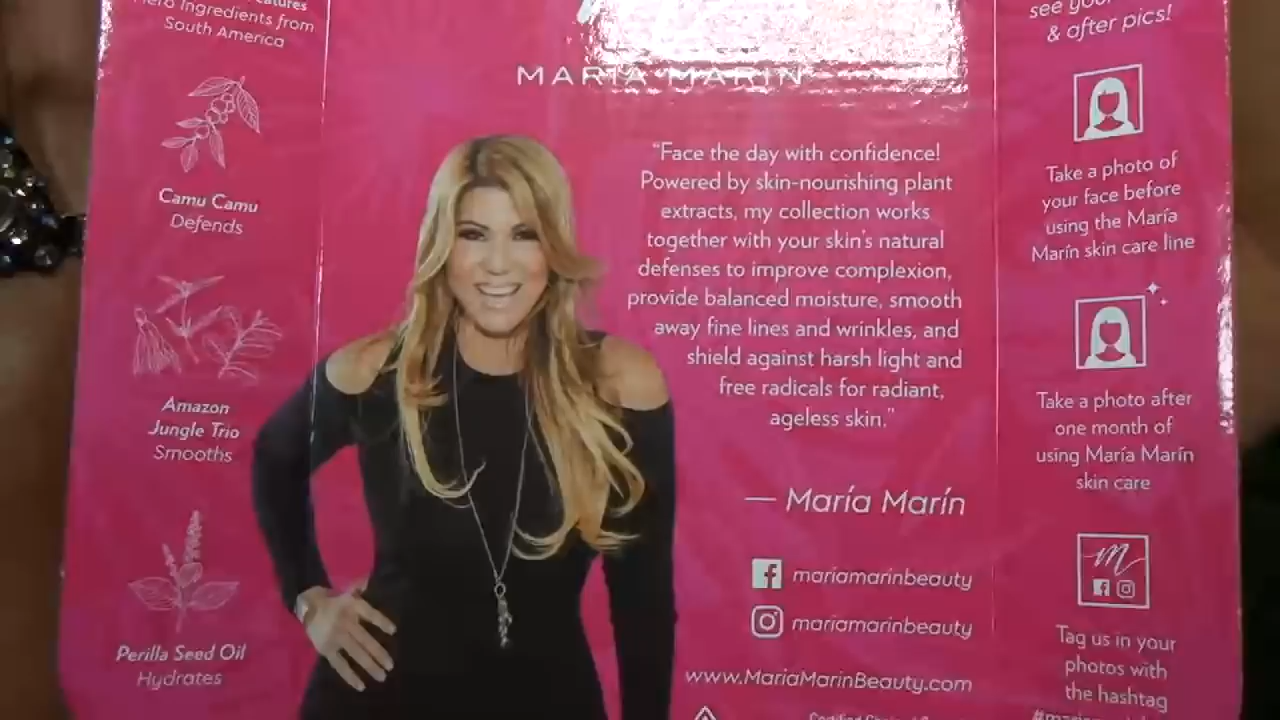 Hero Ingredients from
South America
Camu Camu
Defends
Amazon
Jungle Trio
Smooths
Perilla Seed Oil
Hydrates
MARÍA MARÍN
“Face the day with confidence!
Powered by skin-nourishing plant
extracts, my collection works
together with your skin's natural
defenses to improve complexion,
provide balanced moisture, smooth
away fine lines and wrinkles, and
shield against harsh light and
free radicals for radiant,
ageless skin.”
— María Marín
mariamarinbeauty
mariamarinbeauty
www.MariaMarinBeauty.com
see your
& after pics!
Take a photo of
your face before
using the María
Marín skin care line
Take a photo after
one month of
using María Marín
skin care
Tag us in your
photos with
the hashtag